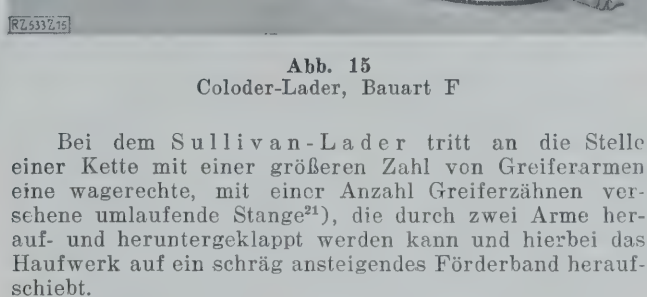 RZ533Z15
Abb. 15
Coloder-Lader, Bauart F
Bei dem Sullivan-Lader tritt an die Stelle
einer Kette mit einer größeren Zahl von Greiferarmen
eine wagerechte, mit einer Anzahl Greiferzähnen ver-
sehene umlaufende Stange²¹), die durch zwei Arme her-
auf- und heruntergeklappt werden kann und hierbei das
Haufwerk auf ein schräg ansteigendes Förderband herauf-
schiebt.